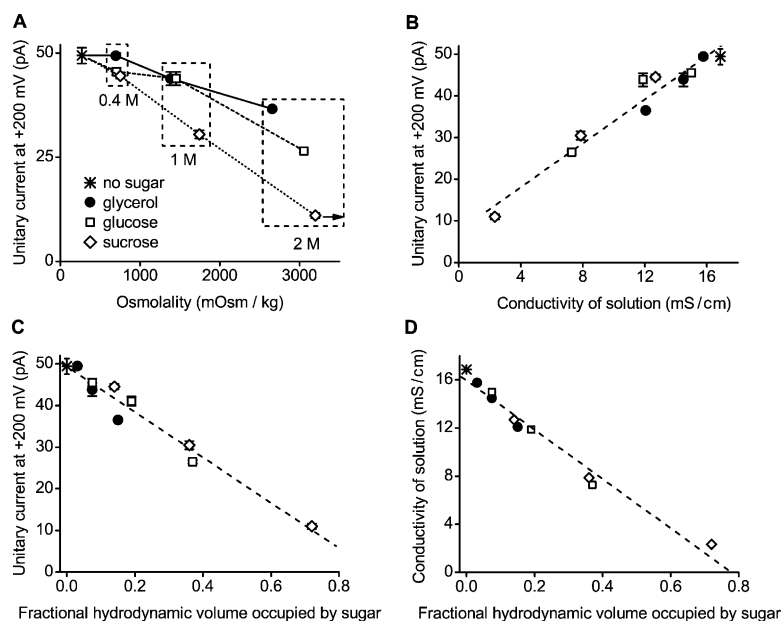 A
Unitary current at +200 mV (pA)
50
25
0
0.4 M
1 M
2 M
no sugar
glycerol
glucose
sucrose
0
1000
2000
3000
Osmolality (mOsm / kg)
B
Unitary current at +200 mV (pA)
50
40
30
20
10
0
0
4
8
12
16
Conductivity of solution (mS/cm)
C
Unitary current at +200 mV (pA)
50
40
30
20
10
0
0.0
0.2
0.4
0.6
0.8
Fractional hydrodynamic volume occupied by sugar
D
Conductivity of solution (mS/cm)
16
12
8
4
0
0.0
0.2
0.4
0.6
0.8
Fractional hydrodynamic volume occupied by sugar